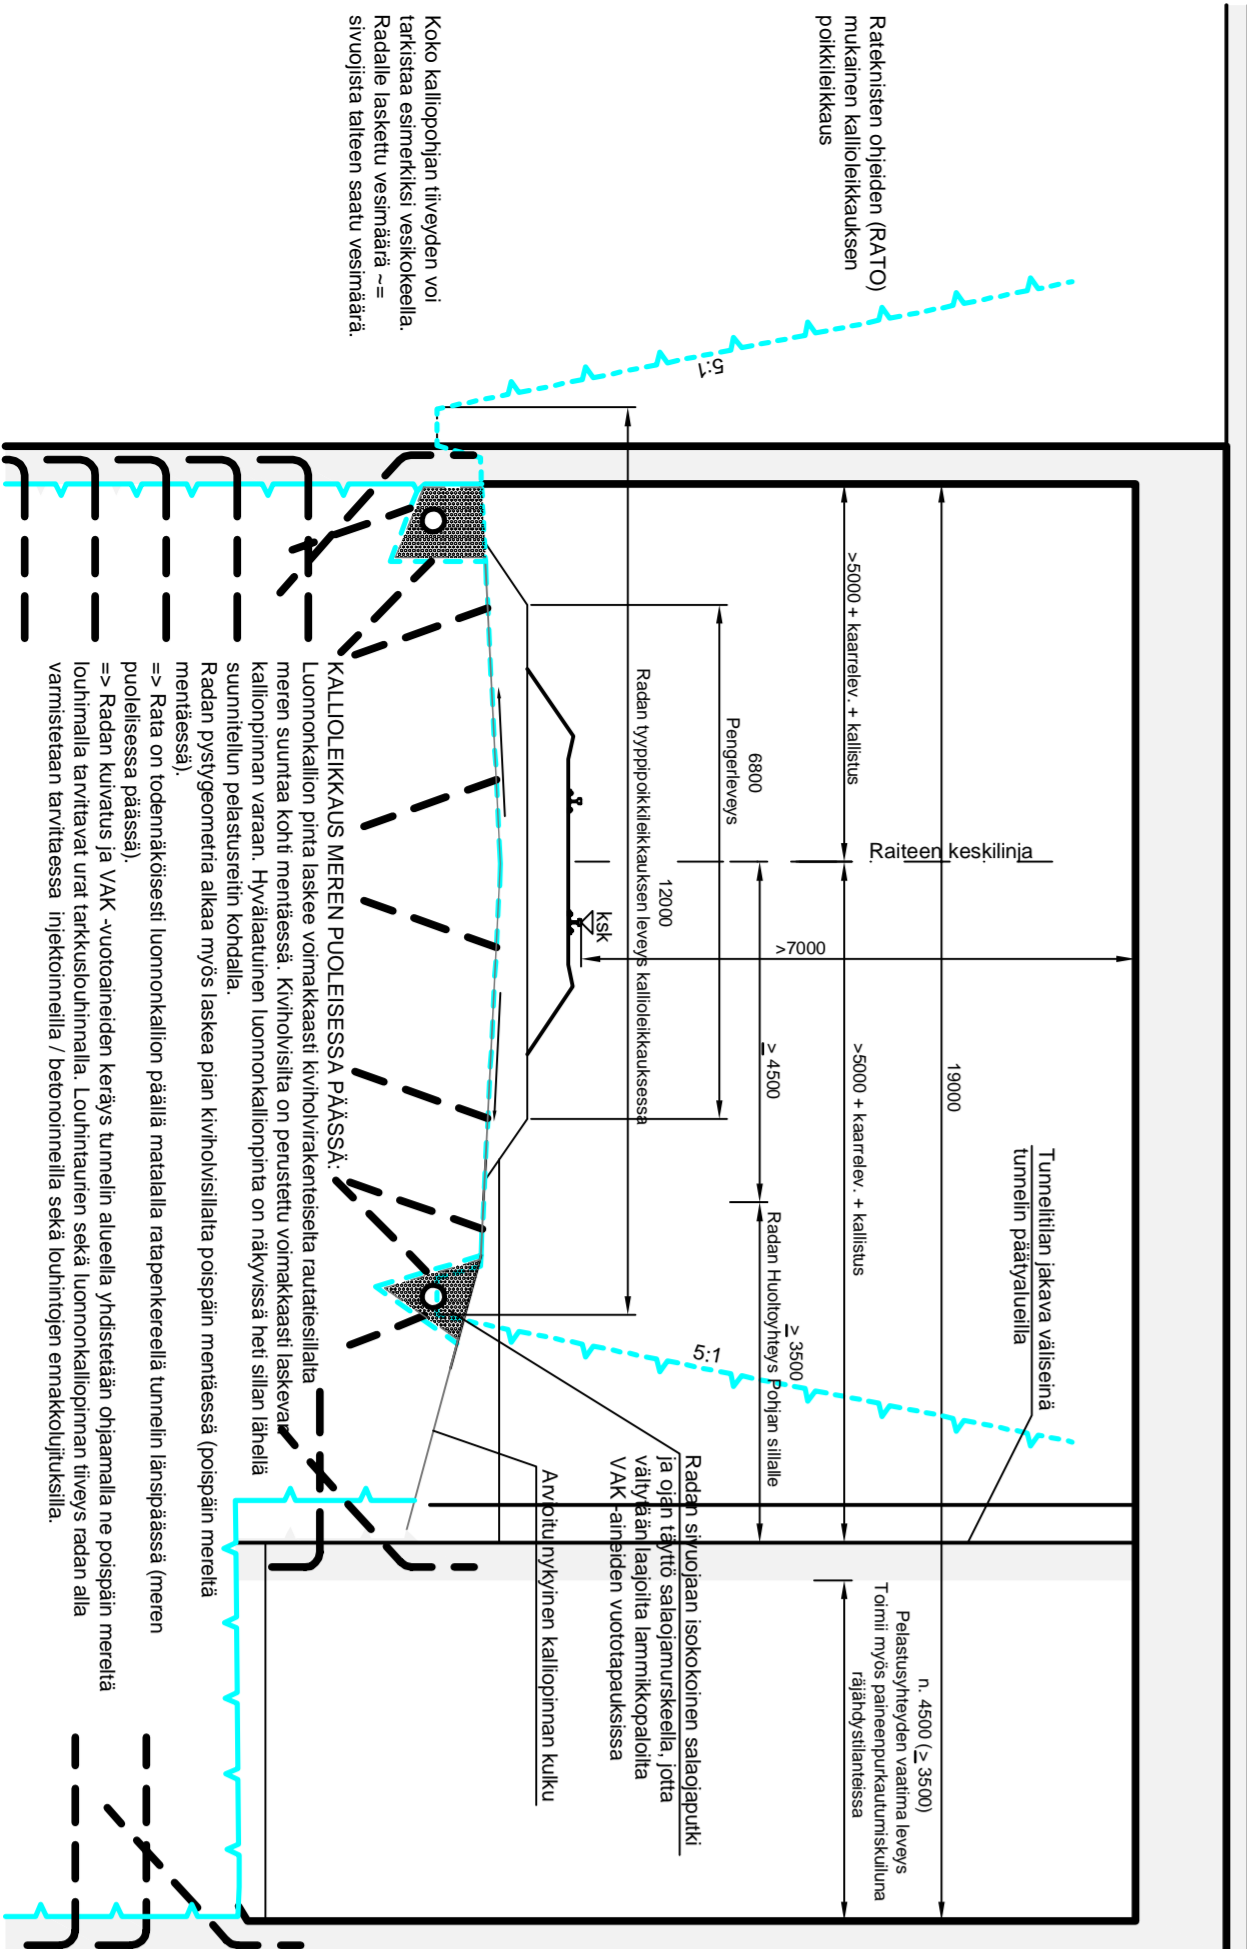 Rateknisten ohjeiden (RATO)
mukainen kallioleikkauksen
poikkileikkaus
Koko kalliopohjan tiiveyden voi
tarkistaa esimerkiksi vesikokeella.
Radalle laskettu vesimäärä ~=
sivuojista talteen saatu vesimäärä.
5:1
>5000 + kaarrelev. + kallistus
19000
>5000 + kaarrelev. + kallistus
Raiteen keskilinja
6800
Pengerleveys
12000
Radan tyyppipoikkileikkauksen leveys kallioleikkauksessa
ksk
>7000
≥ 4500
≥ 3500
Radan Huoltoyhteys Pohjan sillalle
Tunnelitilan jakava väliseinä
tunnelin päätyalueilla
5:1
n. 4500 (≥ 3500)
Pelastusyhteyden vaatima leveys
Toimii myös paineenpurkautumiskuiluna
räjähdystilanteissa
Radan sivuojaan isokokoinen salaojaputki
ja ojan täyttö salaojamurskeella, jotta
vältytään laajoilta lammikkopaloilta
VAK -aineiden vuototapauksissa
Arvioitu nykyinen kalliopinnan kulku
KALLIOLEIKKAUS MEREN PUOLEISESSA PÄÄSSÄ:
Luonnonkallion pinta laskee voimakkaasti kiviholvirakenteiselta rautatiesillalta
meren suuntaa kohti mentäessä. Kiviholvisilta on perustettu voimakkaasti laskevan
kallionpinnan varaan. Hyvälaatuinen luonnonkallionpinta on näkyvissä heti sillan lähellä
suunnitellun pelastusreitin kohdalla.
Radan pystygeometria alkaa myös laskea pian kiviholvisillalta poispäin mentäessä (poispäin mereltä
mentäessä).
=> Rata on todennäköisesti luonnonkallion päällä matalalla ratapenkereellä tunnelin länsipäässä (meren
puolelisessa päässä).
=> Radan kuivatus ja VAK -vuotoaineiden keräys tunnelin alueella yhdistetään ohjaamalla ne poispäin mereltä
louhimalla tarvittavat urat tarkkuslouhinnalla. Louhintaurien sekä luonnonkalliopinnan tiiveys radan alla
varmistetaan tarvittaessa injektoinneilla / betonoinneilla sekä louhintojen ennakkolujituksilla.